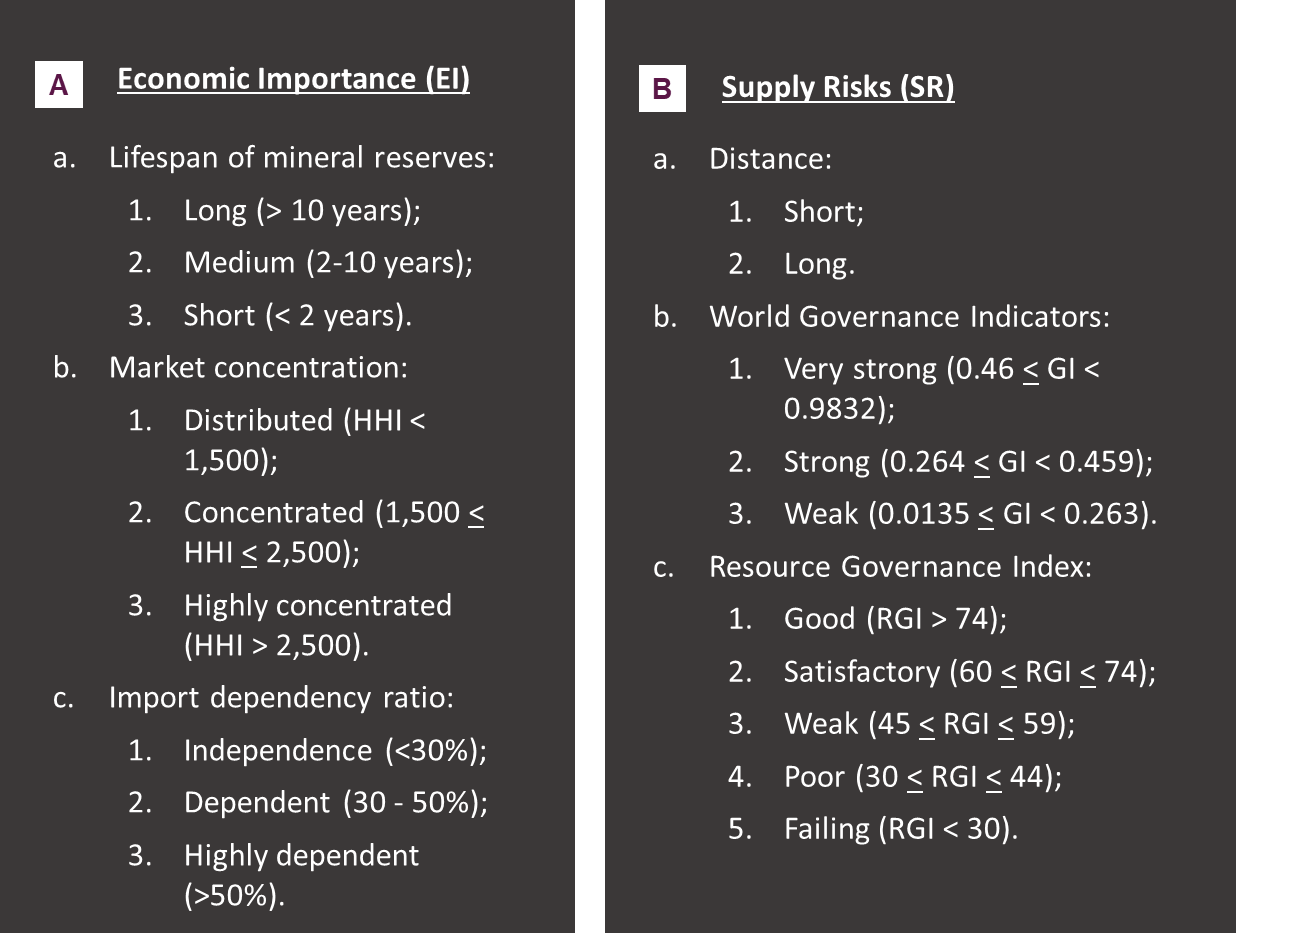 A
Economic Importance (EI)
a. Lifespan of mineral reserves:
1. Long (> 10 years);
2. Medium (2-10 years);
3. Short (< 2 years).
b. Market concentration:
1. Distributed (HHI <
1,500);
2. Concentrated (1,500 ≤
HHI ≤ 2,500);
3. Highly concentrated
(HHI > 2,500).
c. Import dependency ratio:
1. Independence (<30%);
2. Dependent (30 - 50%);
3. Highly dependent
(>50%).
B
Supply Risks (SR)
a. Distance:
1. Short;
2. Long.
b. World Governance Indicators:
1. Very strong (0.46 ≤ GI <
0.9832);
2. Strong (0.264 ≤ GI < 0.459);
3. Weak (0.0135 ≤ GI < 0.263).
c. Resource Governance Index:
1. Good (RGI > 74);
2. Satisfactory (60 ≤ RGI ≤ 74);
3. Weak (45 ≤ RGI ≤ 59);
4. Poor (30 ≤ RGI ≤ 44);
5. Failing (RGI < 30).